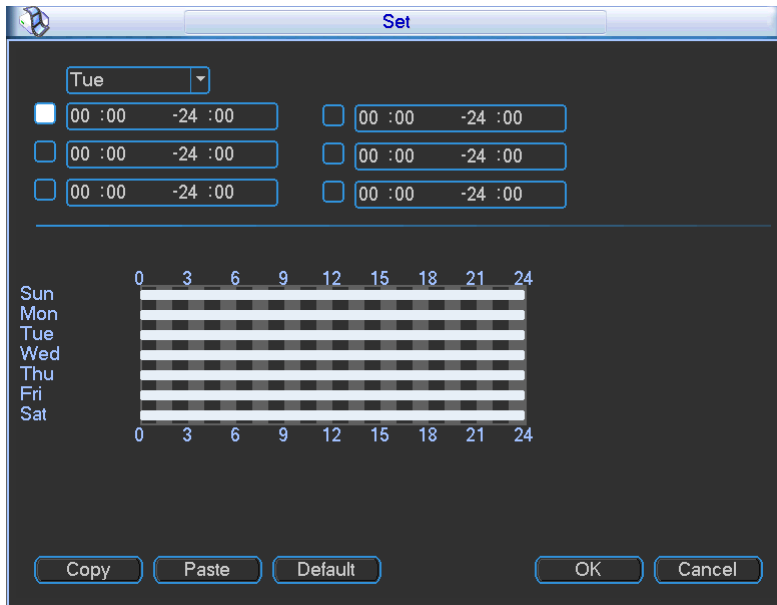 Set
Tue
00 :00 -24 :00 00 :00 -24 :00
00 :00 -24 :00 00 :00 -24 :00
00 :00 -24 :00 00 :00 -24 :00
0 3 6 9 12 15 18 21 24
Sun
Mon
Tue
Wed
Thu
Fri
Sat
0 3 6 9 12 15 18 21 24
Copy Paste Default OK Cancel